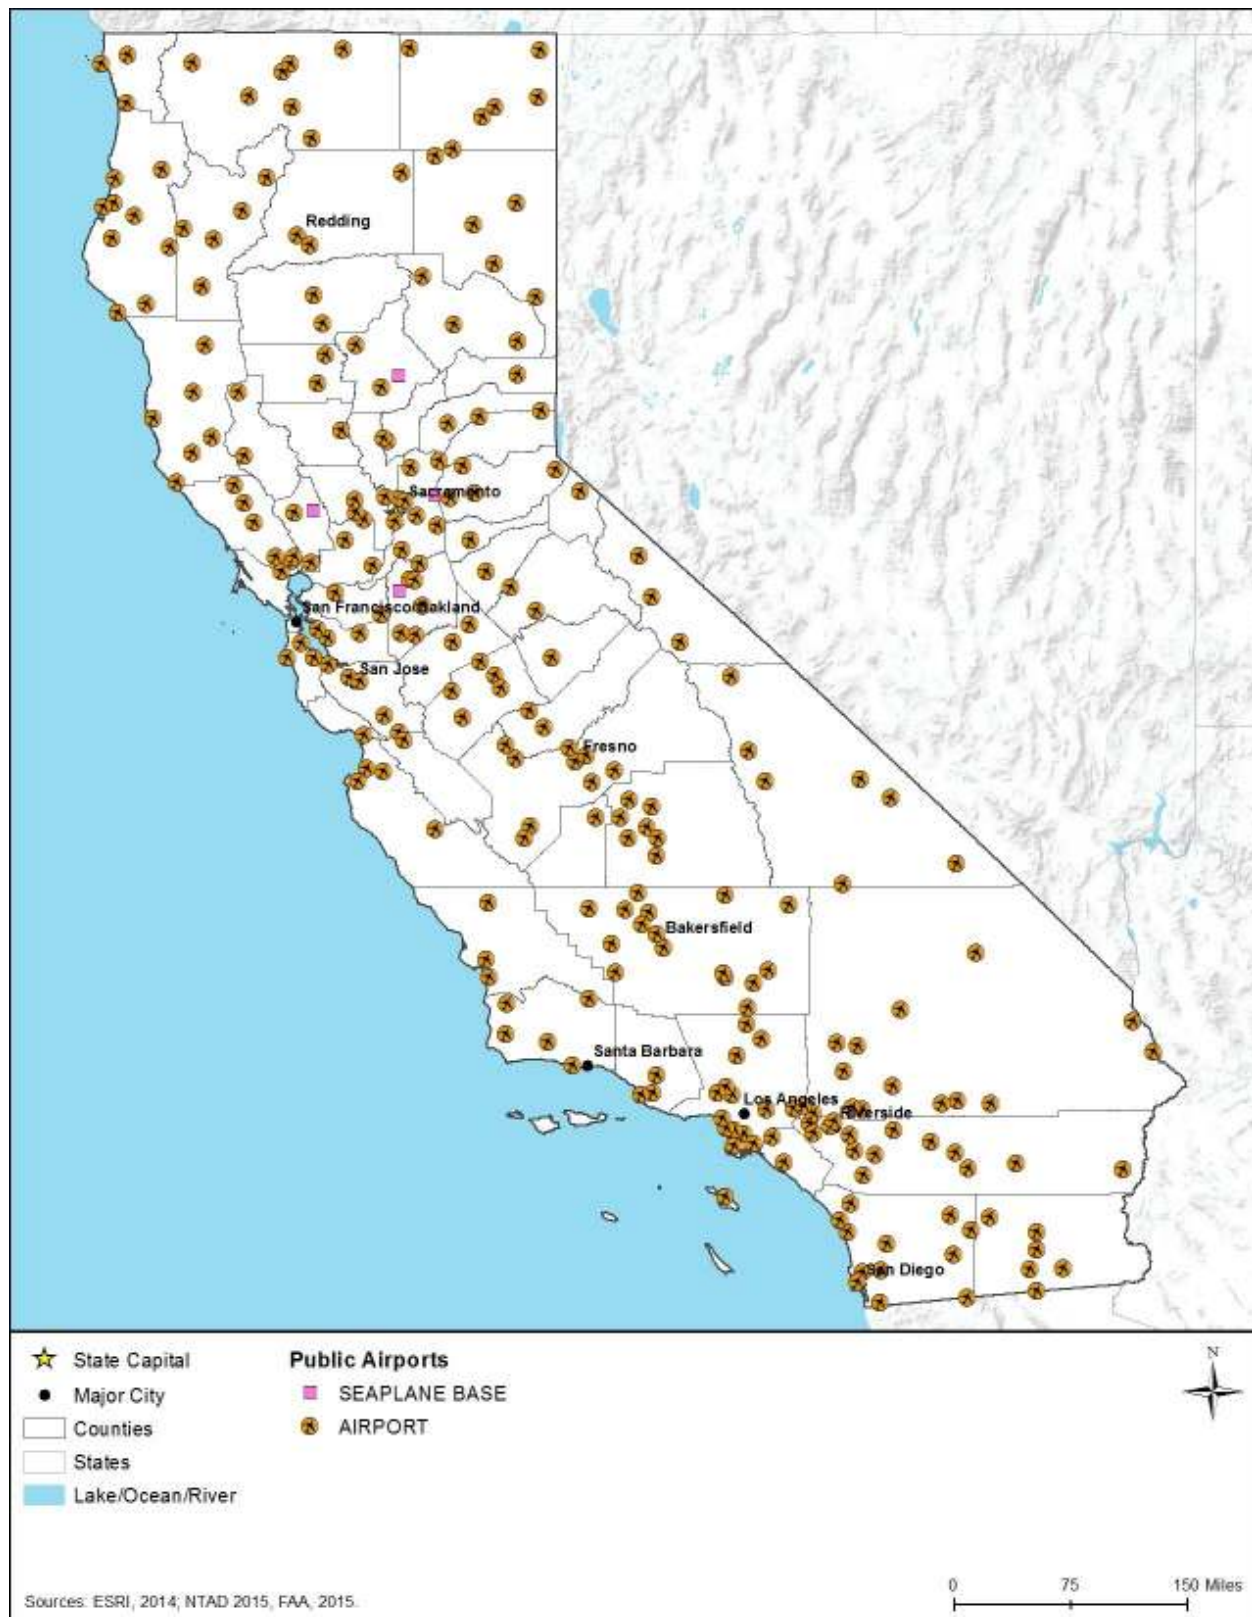 Redding
Sacramento
San Francisco
Oakland
San Jose
Fresno
Bakersfield
Santa Barbara
Los Angeles
Riverside
San Diego
State Capital
Major City
Counties
States
Lake/Ocean/River
Public Airports
SEAPLANE BASE
AIRPORT
N
0 75 150 Miles
Sources: ESRI, 2014; NTAD 2015, FAA, 2015.